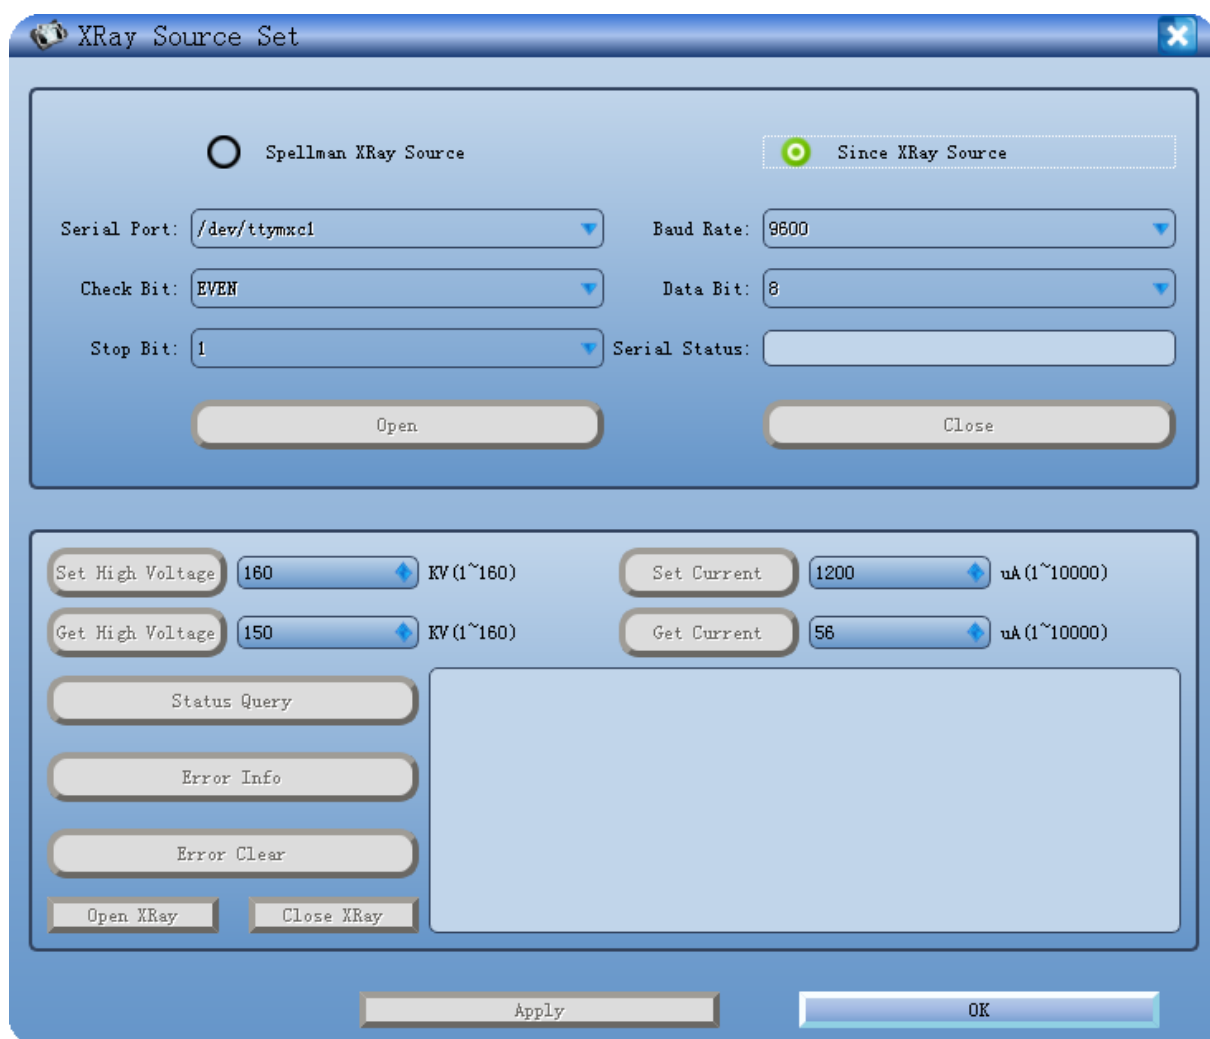 XRay Source Set
Spellman XRay Source Since XRay Source
Serial Port: /dev/ttymxc1 Baud Rate: 9600
Check Bit: EVEN Data Bit: 8
Stop Bit: 1 Serial Status:
Open Close
Set High Voltage 160 KV(1~160) Set Current 1200 uA(1~10000)
Get High Voltage 150 KV(1~160) Get Current 56 uA(1~10000)
Status Query
Error Info
Error Clear
Open XRay Close XRay
Apply OK